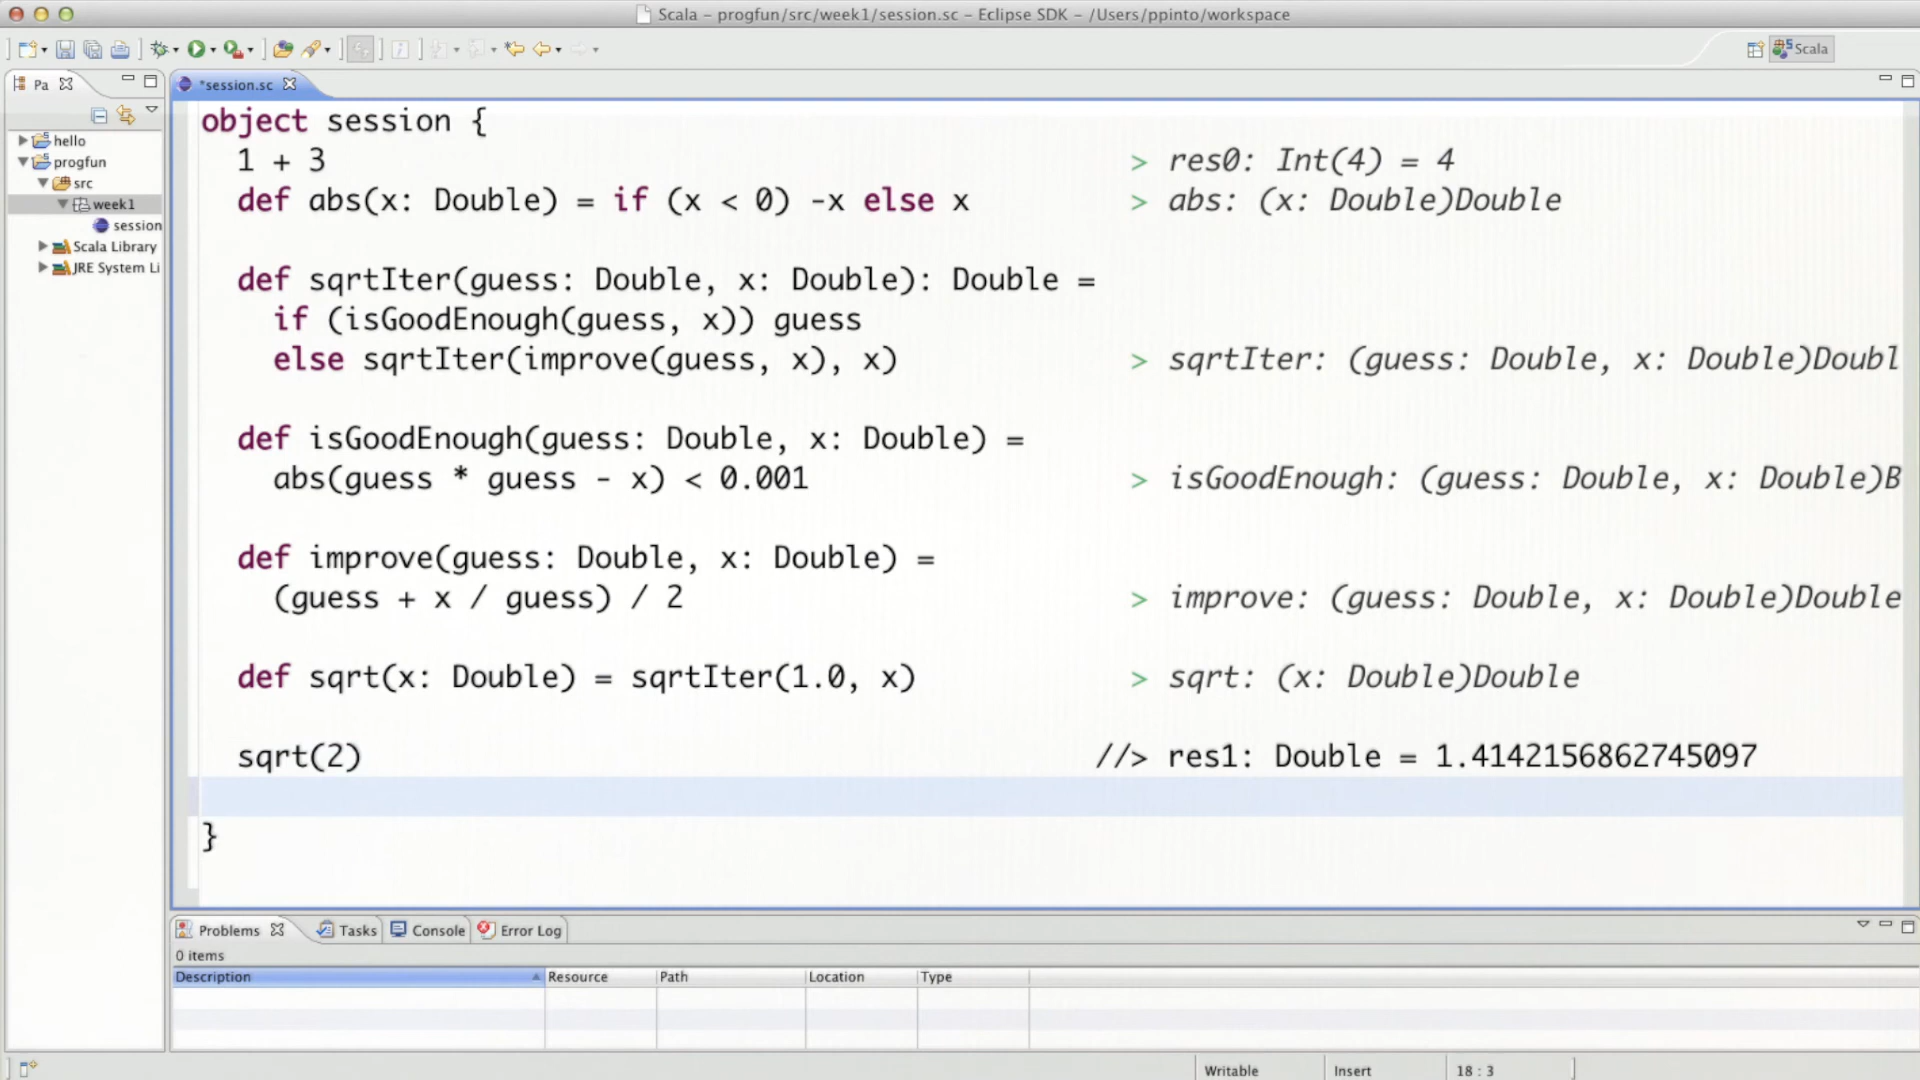 Scala – progfun/src/week1/session.sc – Eclipse SDK – /Users/ppinto/workspace
Scala
Pa
*session.sc
hello
progfun
src
week1
session
Scala Library
JRE System Li
object session {
1 + 3 > res0: Int(4) = 4
def abs(x: Double) = if (x < 0) -x else x > abs: (x: Double)Double
def sqrtIter(guess: Double, x: Double): Double =
if (isGoodEnough(guess, x)) guess
else sqrtIter(improve(guess, x), x) > sqrtIter: (guess: Double, x: Double)Doubl
def isGoodEnough(guess: Double, x: Double) =
abs(guess * guess - x) < 0.001 > isGoodEnough: (guess: Double, x: Double)B
def improve(guess: Double, x: Double) =
(guess + x / guess) / 2 > improve: (guess: Double, x: Double)Double
def sqrt(x: Double) = sqrtIter(1.0, x) > sqrt: (x: Double)Double
sqrt(2) //> res1: Double = 1.4142156862745097
}
Problems Tasks Console Error Log
0 items
Description Resource Path Location Type
Writable Insert 18 : 3